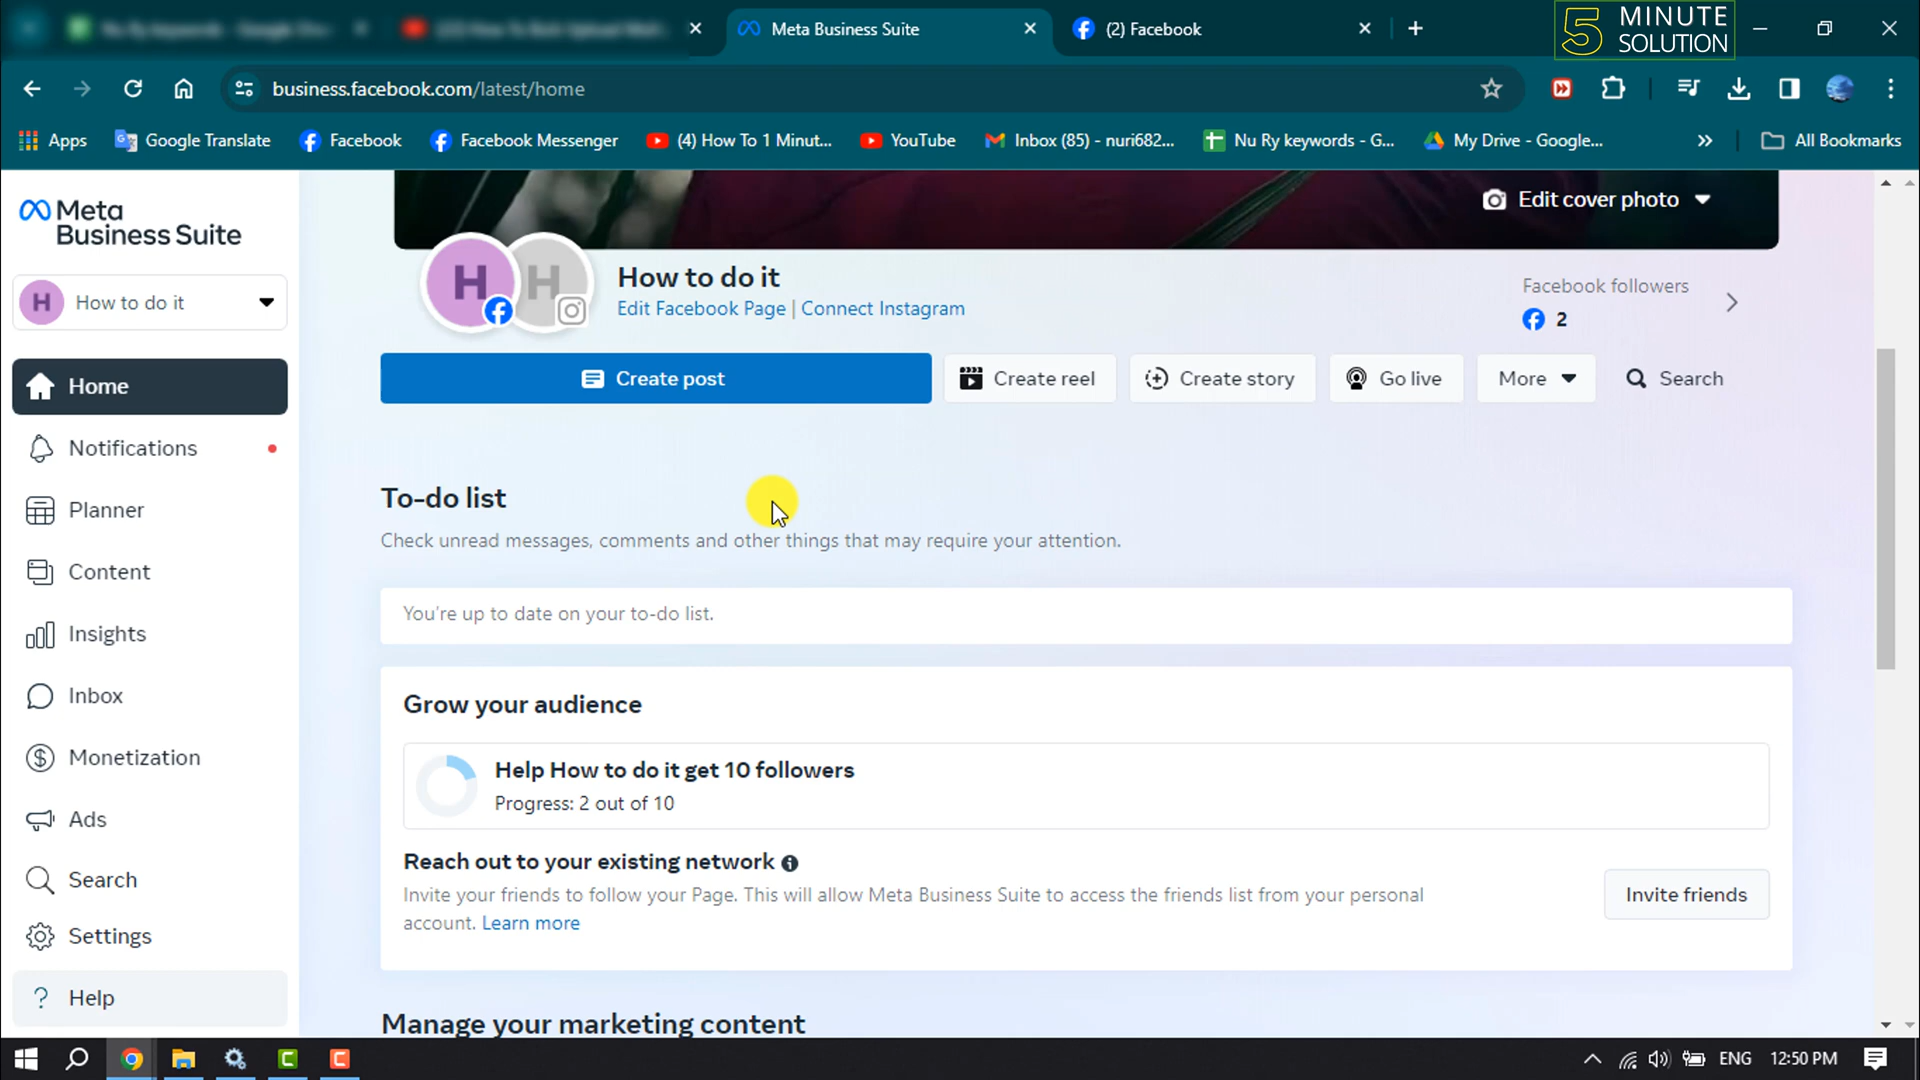 Meta Business Suite
(2) Facebook
5 MINUTE
SOLUTION
business.facebook.com/latest/home
Apps
Google Translate
Facebook
Facebook Messenger
(4) How To 1 Minut...
YouTube
Inbox (85) - nuri682...
Nu Ry keywords - G...
My Drive - Google...
All Bookmarks
Meta
Business Suite
H How to do it
Home
Notifications
Planner
Content
Insights
Inbox
Monetization
Ads
Search
Settings
? Help
Edit cover photo
H H
How to do it
Edit Facebook Page | Connect Instagram
Facebook followers
2
Create post
Create reel
Create story
Go live
More
Search
To-do list
Check unread messages, comments and other things that may require your attention.
You're up to date on your to-do list.
Grow your audience
Help How to do it get 10 followers
Progress: 2 out of 10
Reach out to your existing network
Invite your friends to follow your Page. This will allow Meta Business Suite to access the friends list from your personal
account. Learn more
Invite friends
Manage your marketing content
ENG
12:50 PM